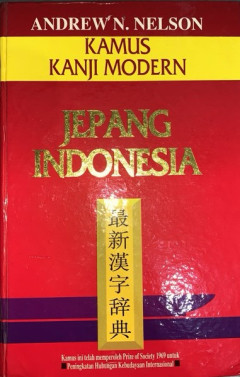 ANDREW N. NELSON
KAMUS
KANJI MODERN
JEPANG
INDONESIA
最新漢字辞典
Kamus ini telah memperoleh Prize of Society 1969 untuk
Peningkatan Hubungan Kebudayaan Internasional